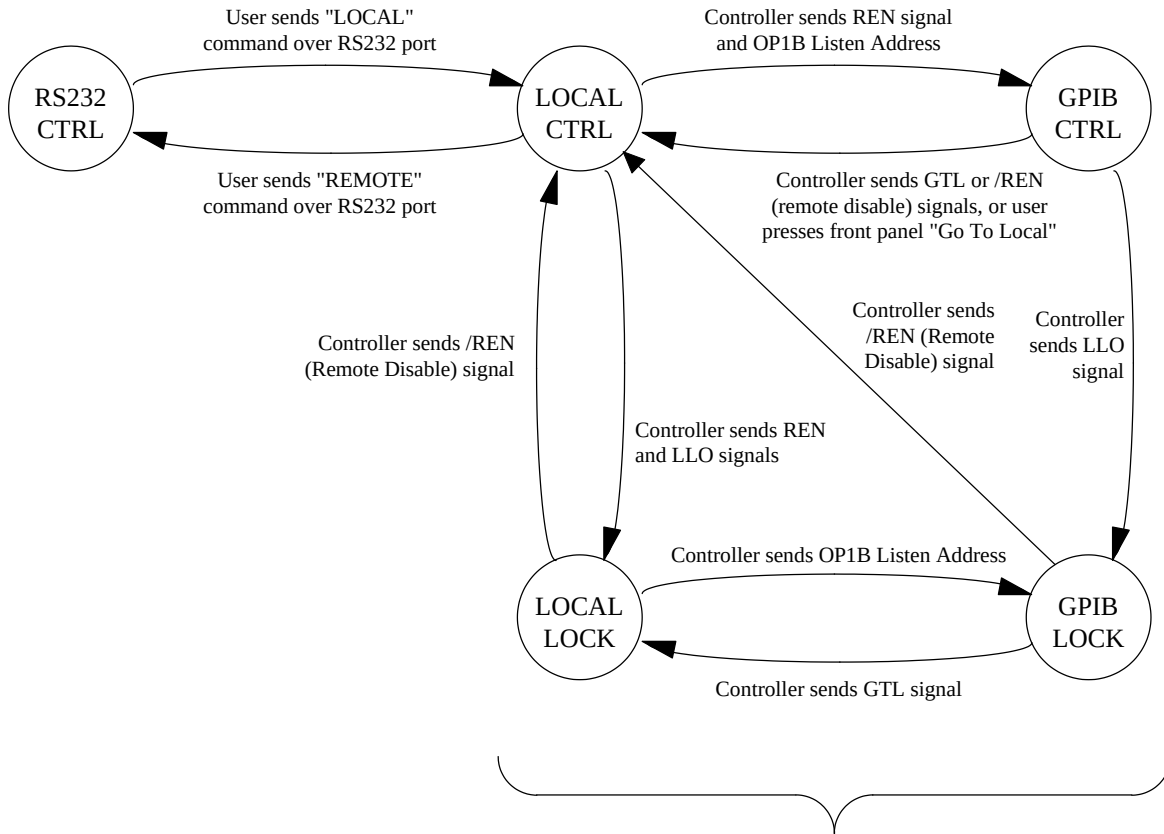 User sends "LOCAL"
command over RS232 port
Controller sends REN signal
and OP1B Listen Address
RS232
CTRL
LOCAL
CTRL
GPIB
CTRL
User sends "REMOTE"
command over RS232 port
Controller sends GTL or /REN
(remote disable) signals, or user
presses front panel "Go To Local"
Controller sends /REN
(Remote Disable) signal
Controller sends
/REN (Remote
Disable) signal
Controller
sends LLO
signal
Controller sends REN
and LLO signals
Controller sends OP1B Listen Address
LOCAL
LOCK
GPIB
LOCK
Controller sends GTL signal